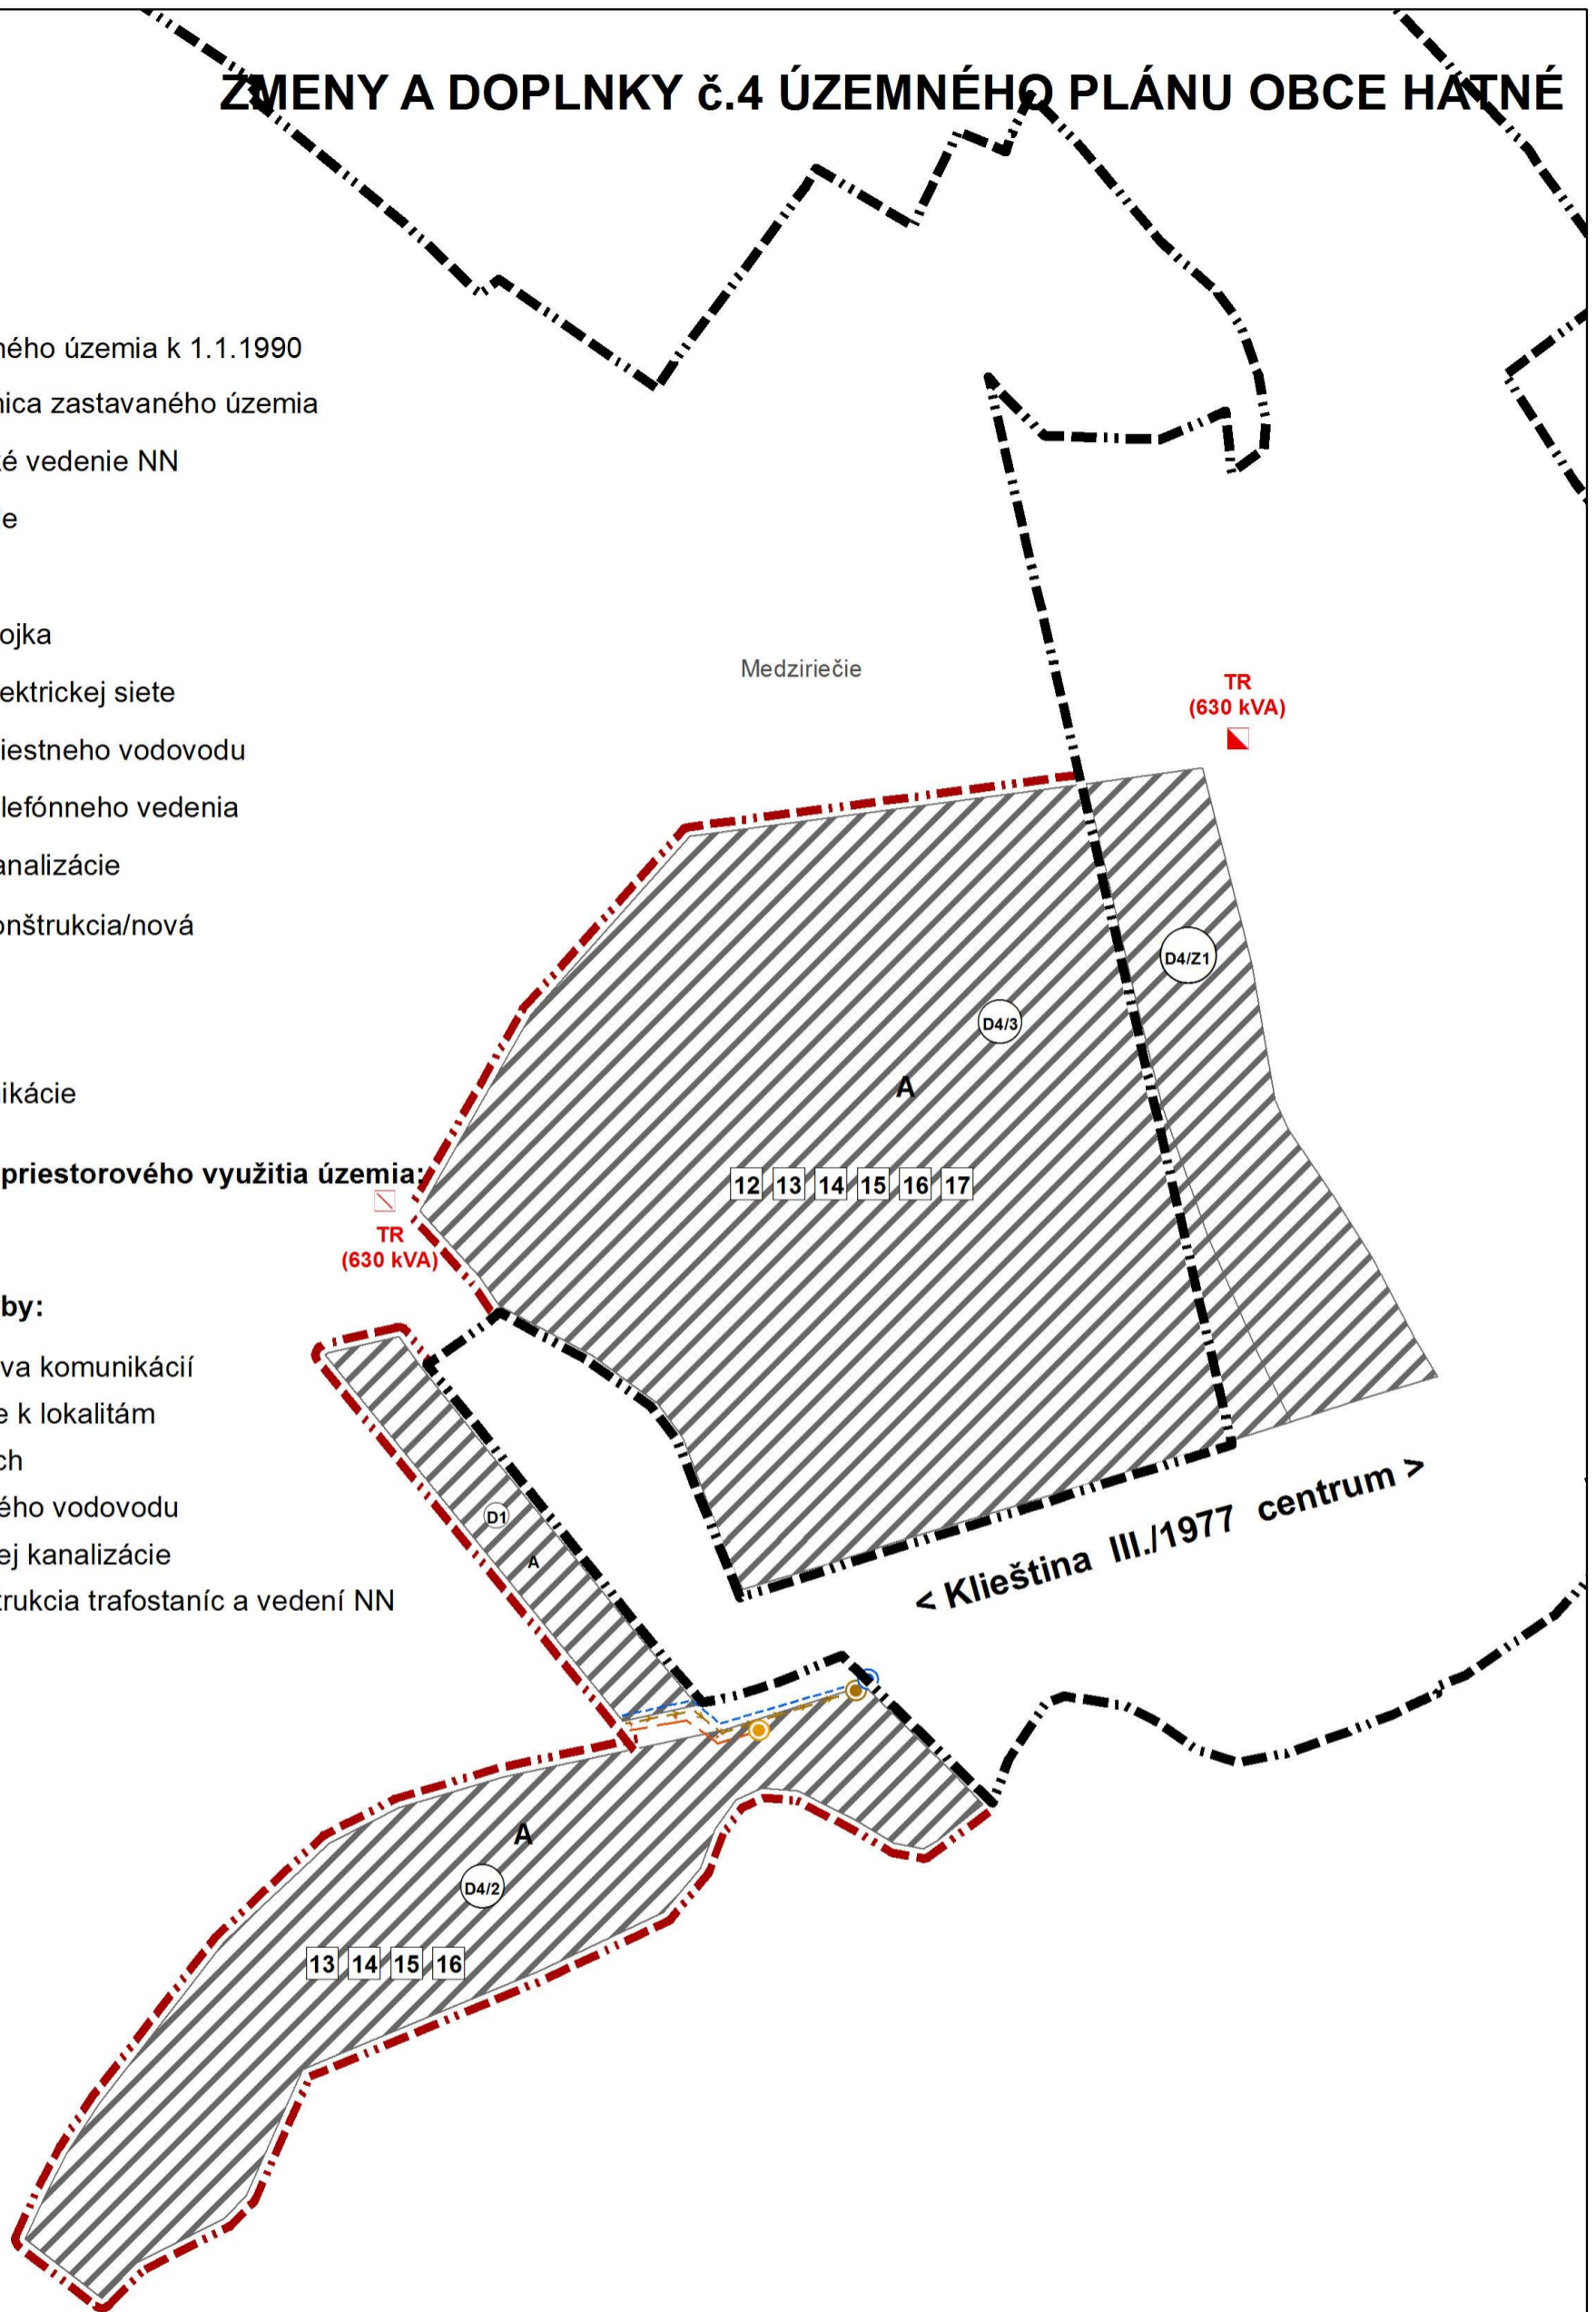 ZMENY A DOPLNKY č.4 ÚZEMNÉHO PLÁNU OBCE HATNÉ
ného územia k 1.1.1990
nica zastavaného územia
ké vedenie NN
ie
ojka
ektrickej siete
iestneho vodovodu
lefónneho vedenia
analizácie
onštrukcia/nová
ikácie
priestorového využitia územia:
by:
va komunikácií
e k lokalitám
ch
ého vodovodu
ej kanalizácie
trukcia trafostaníc a vedení NN
Medziriečie
TR
(630 kVA)
D4/Z1
D4/3
A
12 13 14 15 16 17
TR
(630 kVA)
D1
A
< Klieština III./1977 centrum >
A
D4/2
13 14 15 16